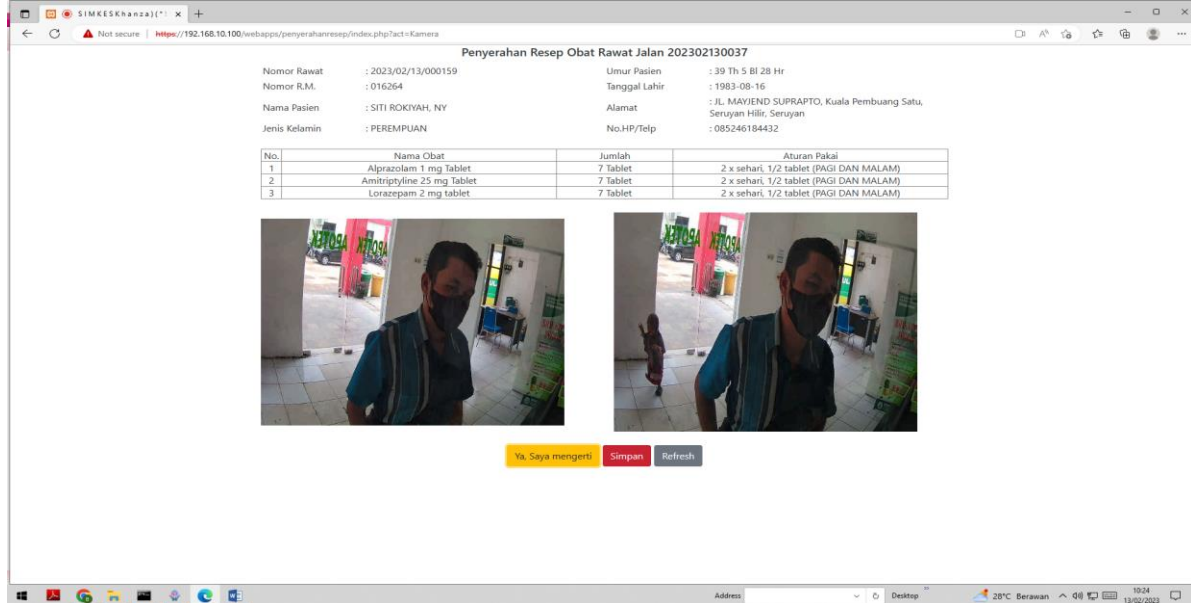 SIMKESKhanza)(*
Not secure https://192.168.10.100/webapps/penyerahanresep/index.php?act=Kamera
Penyerahan Resep Obat Rawat Jalan 202302130037
Nomor Rawat : 2023/02/13/000159 Umur Pasien : 39 Th 5 Bl 28 Hr
Nomor R.M. : 016264 Tanggal Lahir : 1983-08-16
Nama Pasien : SITI ROKIYAH, NY Alamat : JL. MAYJEND SUPRAPTO, Kuala Pembuang Satu,
Seruyan Hilir, Seruyan
Jenis Kelamin : PEREMPUAN No.HP/Telp : 085246184432
No. Nama Obat Jumlah Aturan Pakai
1 Alprazolam 1 mg Tablet 7 Tablet 2 x sehari, 1/2 tablet (PAGI DAN MALAM)
2 Amitriptyline 25 mg Tablet 7 Tablet 2 x sehari, 1/2 tablet (PAGI DAN MALAM)
3 Lorazepam 2 mg tablet 7 Tablet 2 x sehari, 1/2 tablet (PAGI DAN MALAM)
APOTEK APOTEK APOTEK APOTEK
Ya, Saya mengerti Simpan Refresh
Address Desktop 28°C Berawan 10:24
13/02/2023